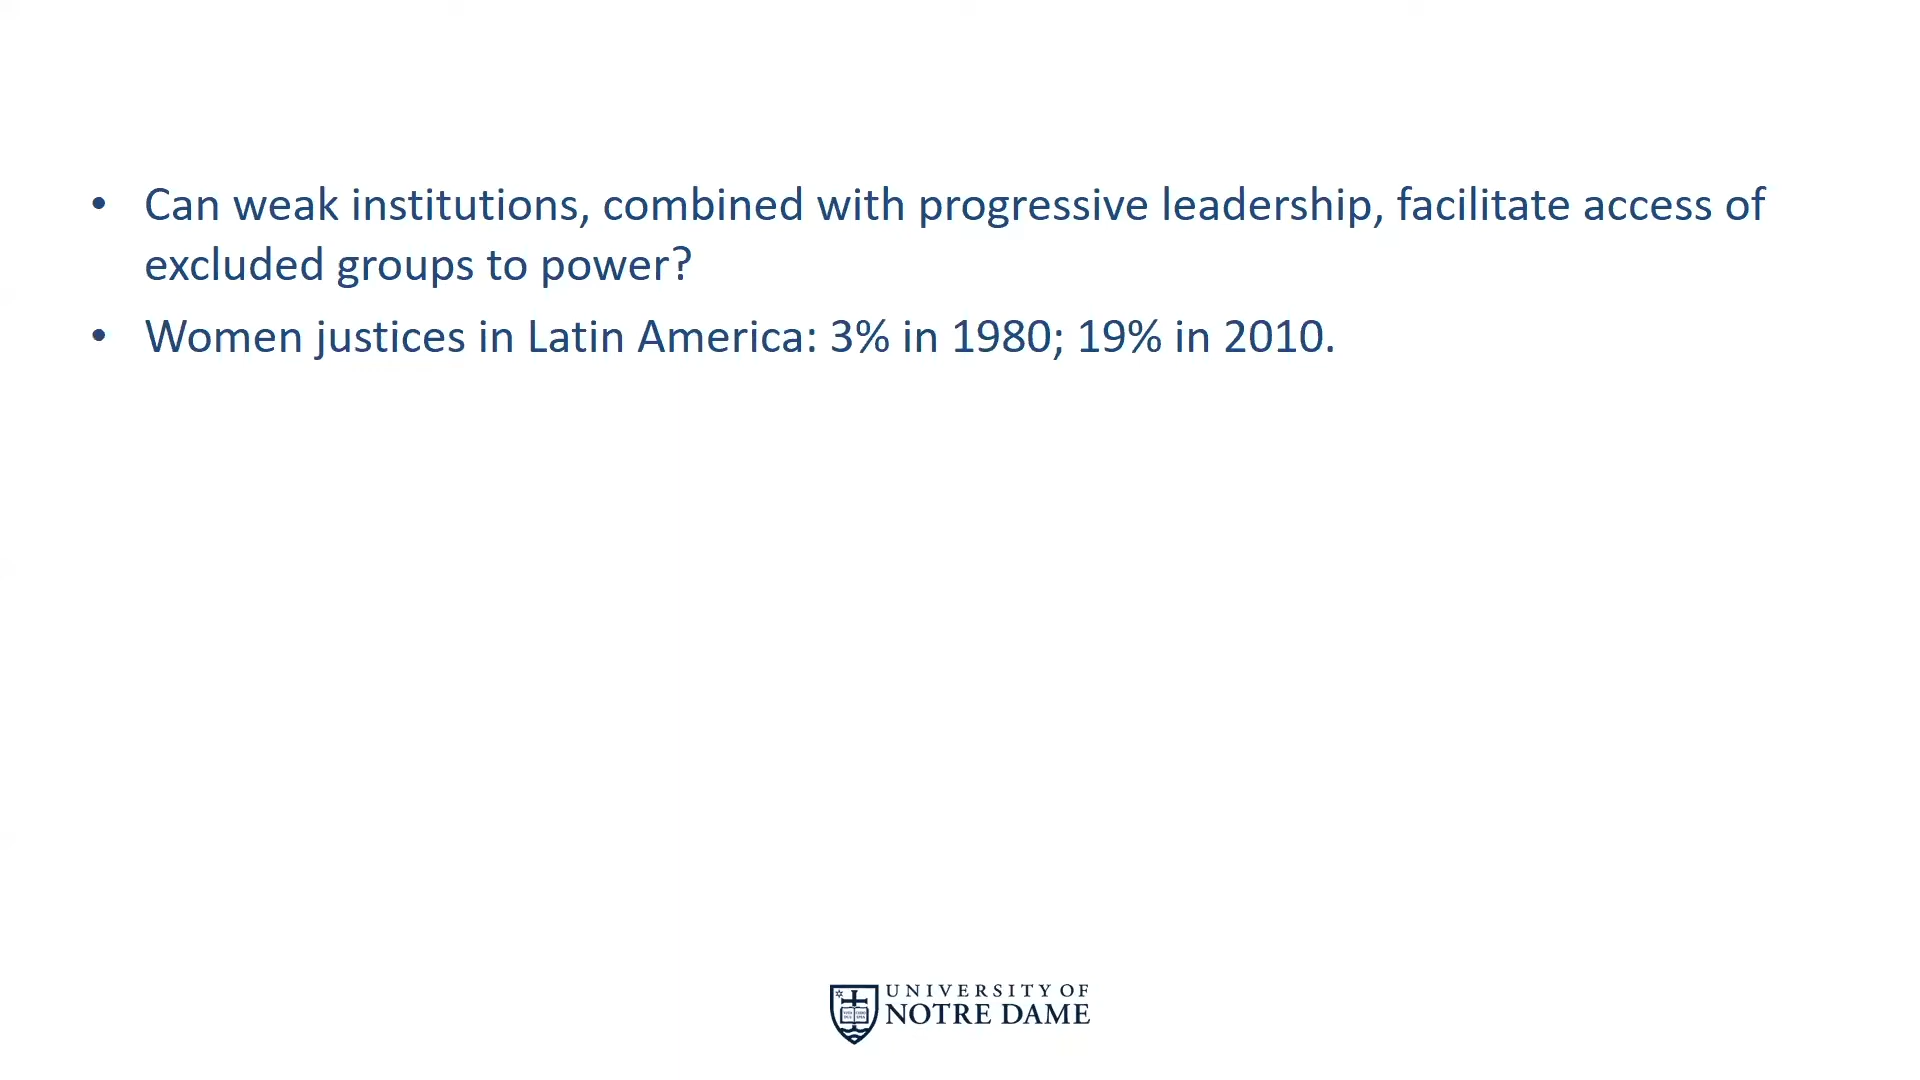 • Can weak institutions, combined with progressive leadership, facilitate access of
excluded groups to power?
• Women justices in Latin America: 3% in 1980; 19% in 2010.
UNIVERSITY OF
NOTRE DAME